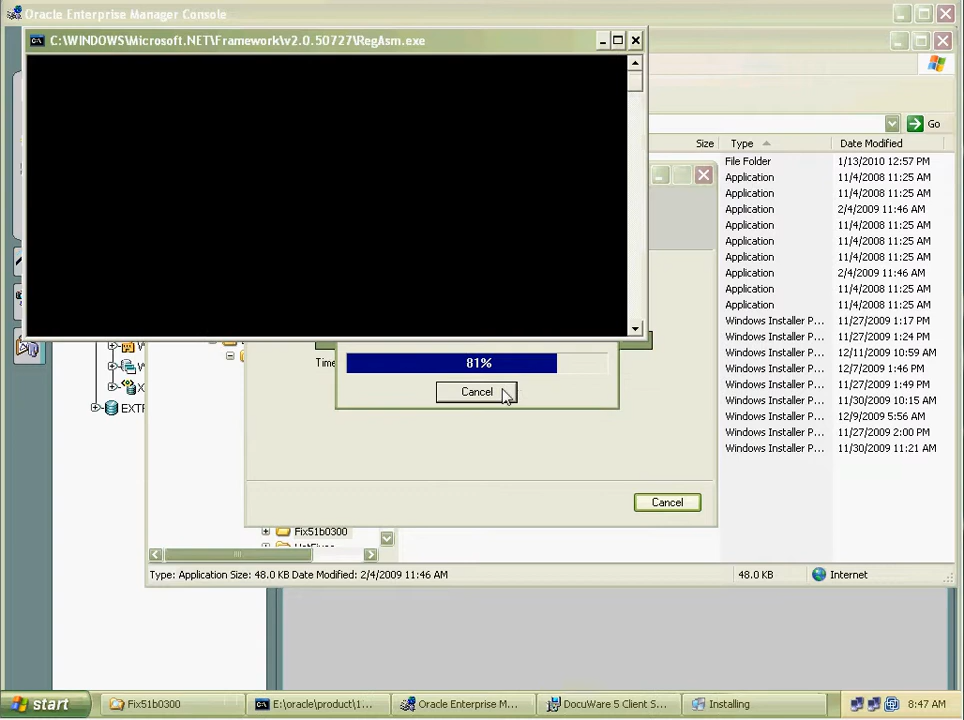 Oracle Enterprise Manager Console
C:\WINDOWS\Microsoft.NET\Framework\v2.0.50727\RegAsm.exe
Go
Size Type Date Modified
File Folder 1/13/2010 12:57 PM
Application 11/4/2008 11:25 AM
Application 11/4/2008 11:25 AM
Application 2/4/2009 11:46 AM
Application 11/4/2008 11:25 AM
Application 11/4/2008 11:25 AM
Application 11/4/2008 11:25 AM
Application 2/4/2009 11:46 AM
Application 11/4/2008 11:25 AM
Application 11/4/2008 11:25 AM
Windows Installer P... 11/27/2009 1:17 PM
Windows Installer P... 11/27/2009 1:24 PM
Windows Installer P... 12/11/2009 10:59 AM
Windows Installer P... 12/7/2009 1:46 PM
Windows Installer P... 11/27/2009 1:49 PM
Windows Installer P... 11/30/2009 10:15 AM
Windows Installer P... 12/9/2009 5:56 AM
Windows Installer P... 11/27/2009 2:00 PM
Windows Installer P... 11/30/2009 11:21 AM
Time
81%
Cancel
EXTR
Cancel
Fix51b0300
Type: Application Size: 48.0 KB Date Modified: 2/4/2009 11:46 AM
48.0 KB
Internet
start
Fix51b0300
E:\oracle\product\1...
Oracle Enterprise M...
DocuWare 5 Client S...
Installing
8:47 AM